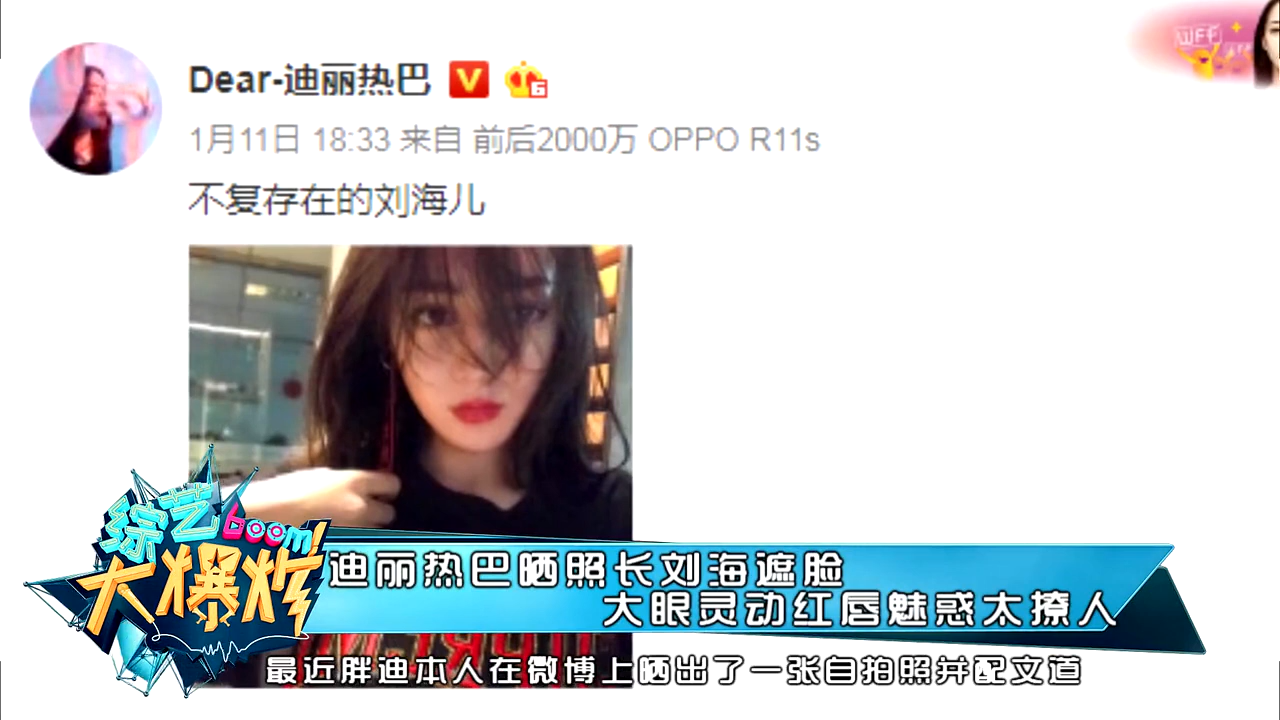 Dear-迪丽热巴
1月11日 18:33 来自 前后2000万 OPPO R11s
不复存在的刘海儿
综艺boom
大爆炸
迪丽热巴晒照长刘海遮脸
大眼灵动红唇魅惑太撩人
最近胖迪本人在微博上晒出了一张自拍照并配文道